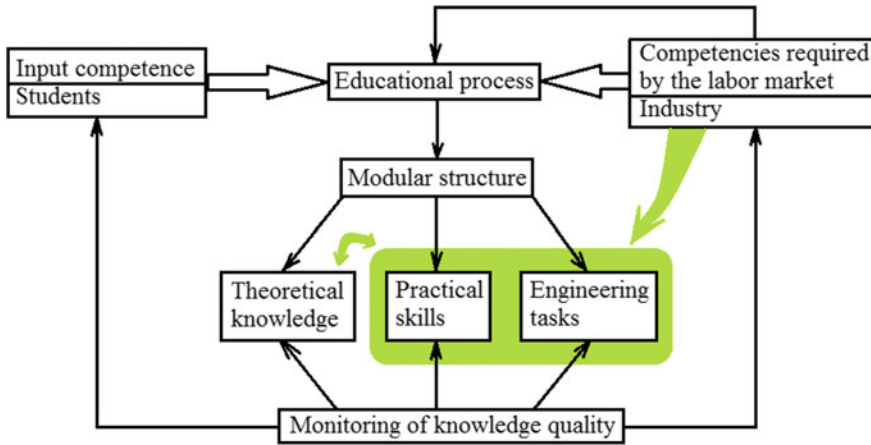 Input competence
Students
Educational process
Competencies required
by the labor market
Industry
Modular structure
Theoretical
knowledge
Practical
skills
Engineering
tasks
Monitoring of knowledge quality